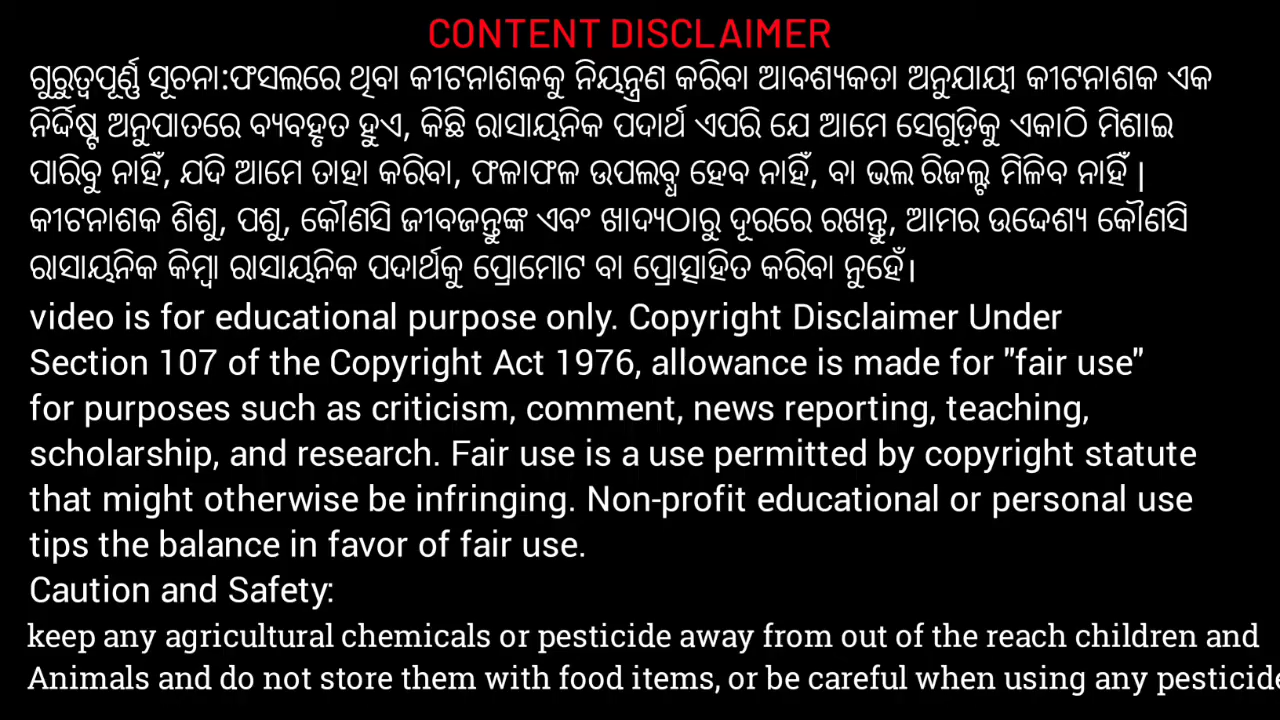 CONTENT DISCLAIMER
ଗୁରୁତ୍ୱପୂର୍ଣ୍ଣ ସୂଚନା:ଫସଲରେ ଥିବା କୀଟନାଶକକୁ ନିୟନ୍ତ୍ରଣ କରିବା ଆବଶ୍ୟକତା ଅନୁଯାୟୀ କୀଟନାଶକ ଏକ
ନିର୍ଦ୍ଦିଷ୍ଟ ଅନୁପାତରେ ବ୍ୟବହୃତ ହୁଏ, କିଛି ରାସାୟନିକ ପଦାର୍ଥ ଏପରି ଯେ ଆମେ ସେଗୁଡ଼ିକୁ ଏକାଠି ମିଶାଇ
ପାରିବୁ ନାହିଁ, ଯଦି ଆମେ ତାହା କରିବା, ଫଳାଫଳ ଉପଲବ୍ଧ ହେବ ନାହିଁ, ବା ଭଲ ରିଜଲ୍ଟ ମିଳିବ ନାହିଁ |
କୀଟନାଶକ ଶିଶୁ, ପଶୁ, କୌଣସି ଜୀବଜନ୍ତୁଙ୍କ ଏବଂ ଖାଦ୍ୟଠାରୁ ଦୂରରେ ରଖନ୍ତୁ, ଆମର ଉଦ୍ଦେଶ୍ୟ କୌଣସି
ରାସାୟନିକ କିମ୍ବା ରାସାୟନିକ ପଦାର୍ଥକୁ ପ୍ରୋମୋଟ ବା ପ୍ରୋତ୍ସାହିତ କରିବା ନୁହେଁ।
video is for educational purpose only. Copyright Disclaimer Under
Section 107 of the Copyright Act 1976, allowance is made for "fair use"
for purposes such as criticism, comment, news reporting, teaching,
scholarship, and research. Fair use is a use permitted by copyright statute
that might otherwise be infringing. Non-profit educational or personal use
tips the balance in favor of fair use.
Caution and Safety:
keep any agricultural chemicals or pesticide away from out of the reach children and
Animals and do not store them with food items, or be careful when using any pesticide